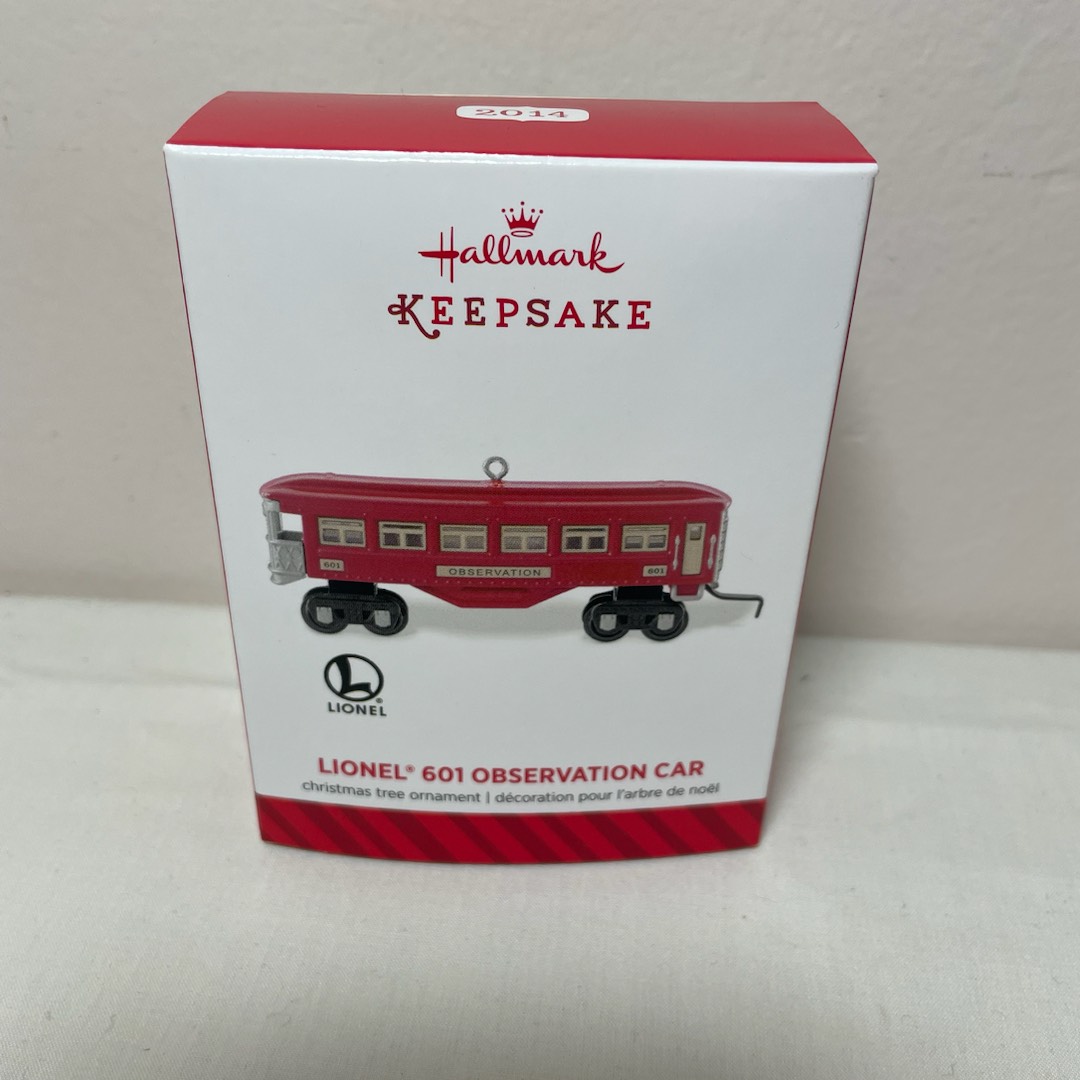 2014
Hallmark
KEEPSAKE
601
OBSERVATION
601
L
LIONEL®
LIONEL® 601 OBSERVATION CAR
christmas tree ornament | décoration pour l'arbre de noël